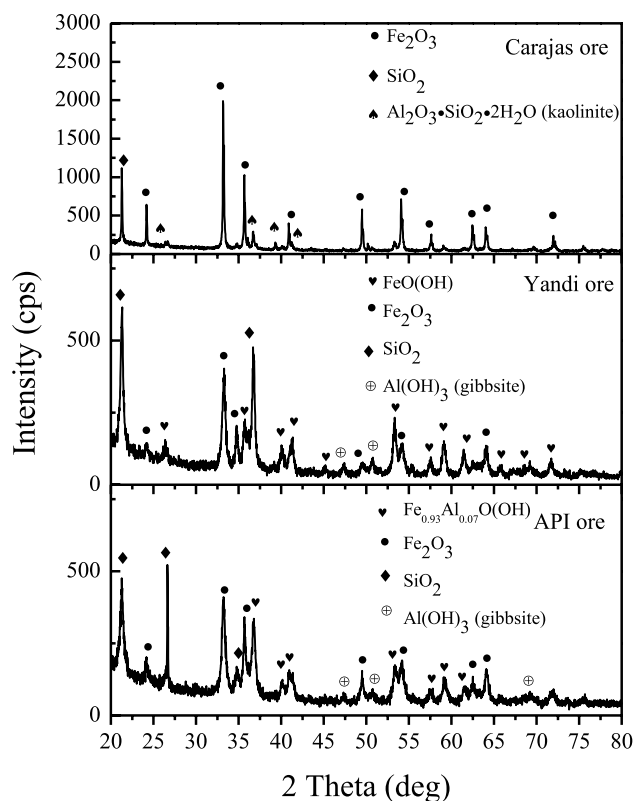 Intensity (cps)
3000
2500
2000
1500
1000
500
0
● Fe2O3
♦ SiO2
♠ Al2O3•SiO2•2H2O (kaolinite)
Carajas ore
500
0
♥ FeO(OH)
● Fe2O3
♦ SiO2
⊕ Al(OH)3 (gibbsite)
Yandi ore
500
0
♥ Fe0.93Al0.07O(OH)
● Fe2O3
♦ SiO2
⊕ Al(OH)3 (gibbsite)
API ore
20 25 30 35 40 45 50 55 60 65 70 75 80
2 Theta (deg)